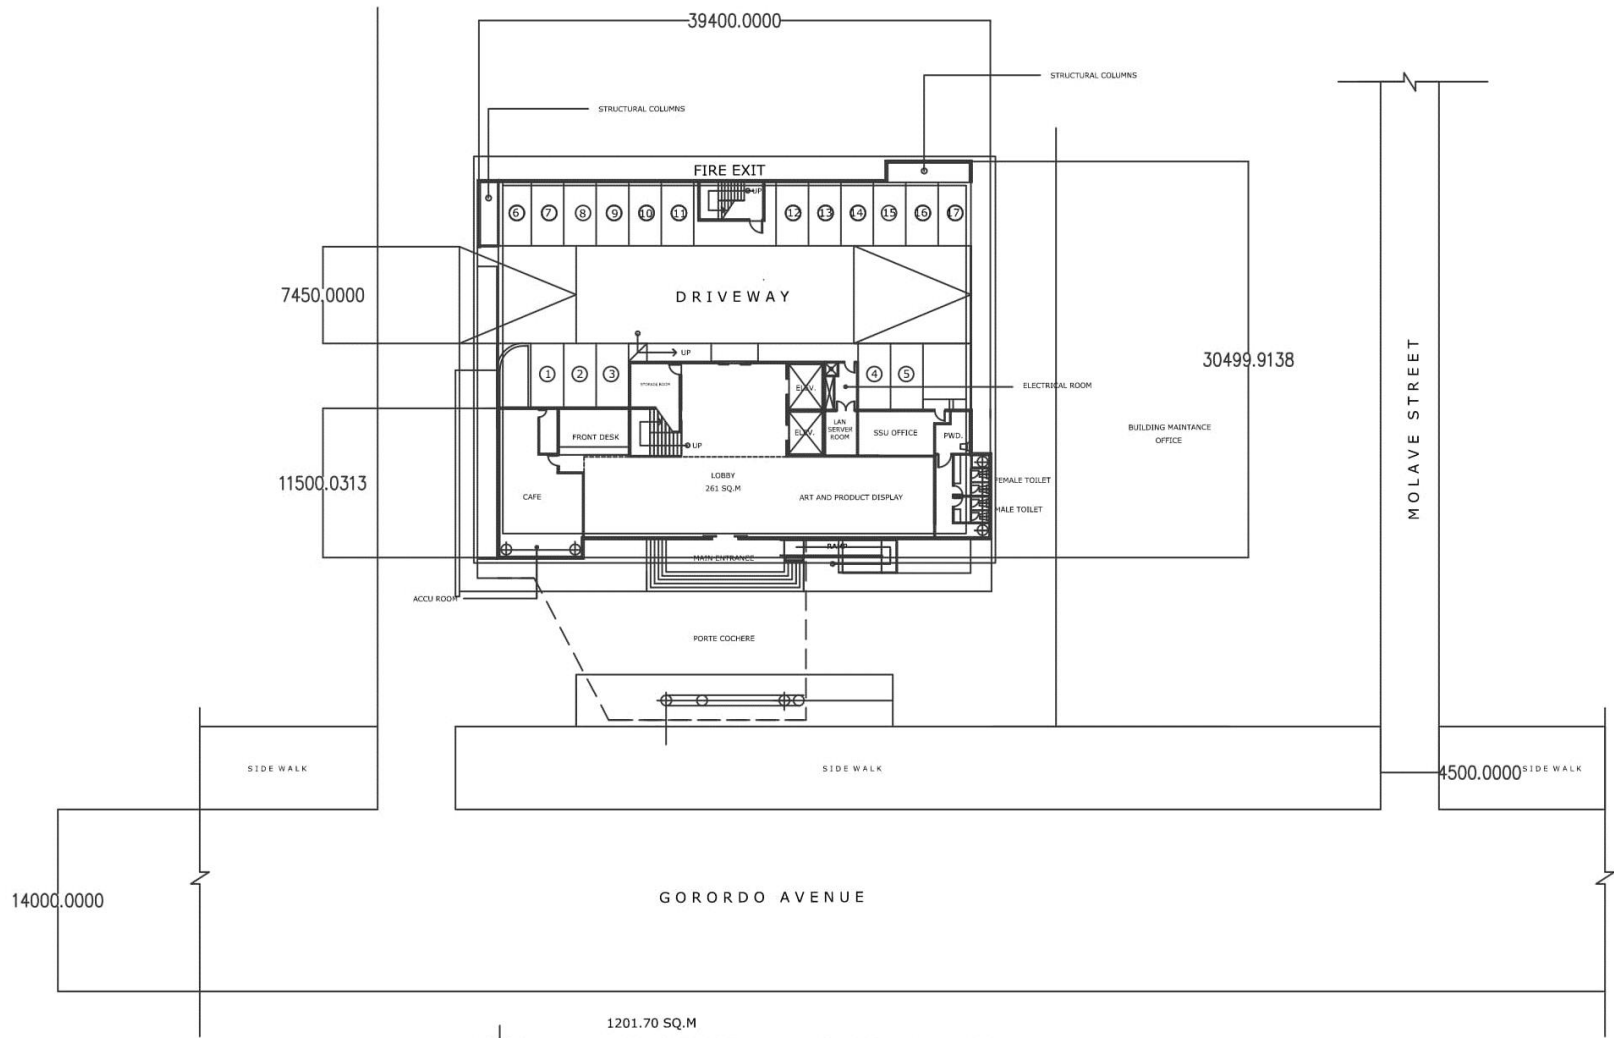 39400.0000
STRUCTURAL COLUMNS
STRUCTURAL COLUMNS
FIRE EXIT
UP
6
7
8
9
10
11
12
13
14
15
16
17
7450.0000
DRIVEWAY
30499.9138
MOLAVE STREET
UP
1
2
3
4
5
STORAGE ROOM
ELEV.
ELECTRICAL ROOM
11500.0313
FRONT DESK
UP
ELEV.
LAN
SERVER
ROOM
SSU OFFICE
PWD.
BUILDING MAINTANCE
OFFICE
CAFE
LOBBY
261 SQ.M
ART AND PRODUCT DISPLAY
FEMALE TOILET
MALE TOILET
MAIN ENTRANCE
RAMP
ACCU ROOM
PORTE COCHERE
SIDE WALK
SIDE WALK
4500.0000
SIDE WALK
14000.0000
GORORDO AVENUE
1201.70 SQ.M